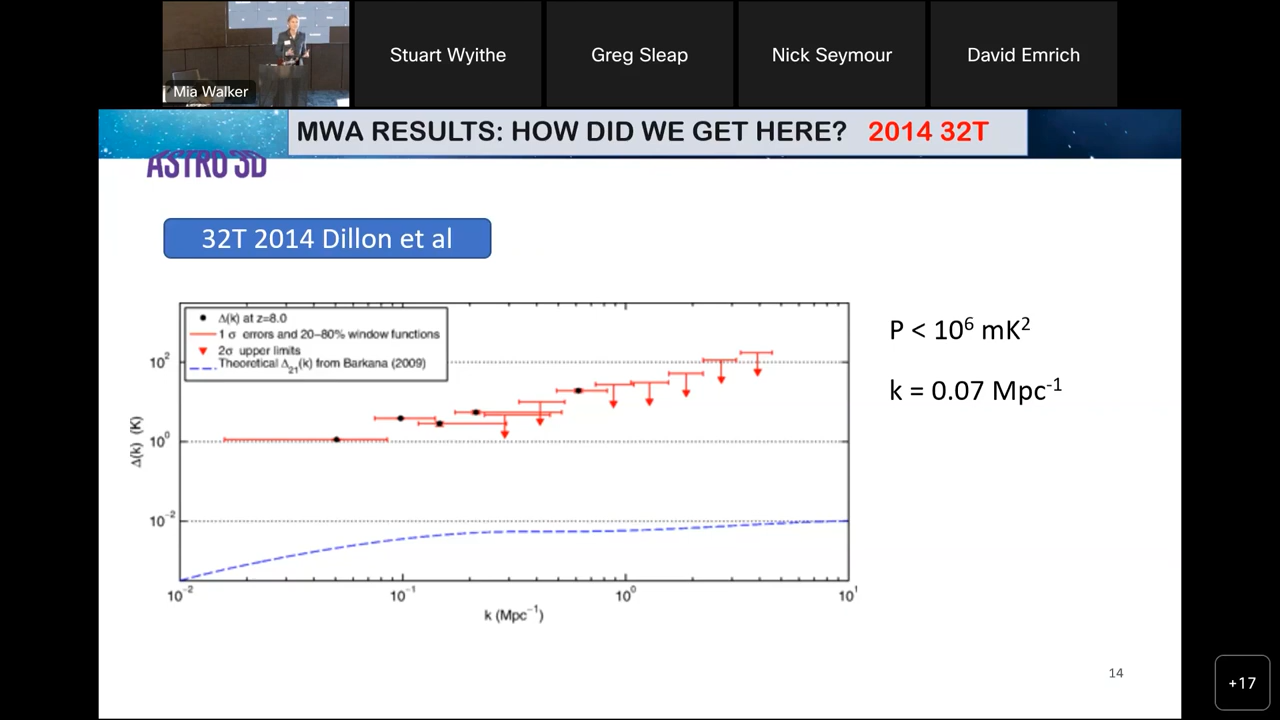 Mia Walker
Stuart Wyithe
Greg Sleap
Nick Seymour
David Emrich
MWA RESULTS: HOW DID WE GET HERE? 2014 32T
ASTRO 3D
32T 2014 Dillon et al
Δ(k) at z=8.0
1 σ errors and 20–80% window functions
2σ upper limits
Theoretical Δ₂₁(k) from Barkana (2009)
10²
10⁰
10⁻²
Δ(k) (K)
10⁻² 10⁻¹ 10⁰ 10¹
k (Mpc⁻¹)
P < 10⁶ mK²
k = 0.07 Mpc⁻¹
14
+17